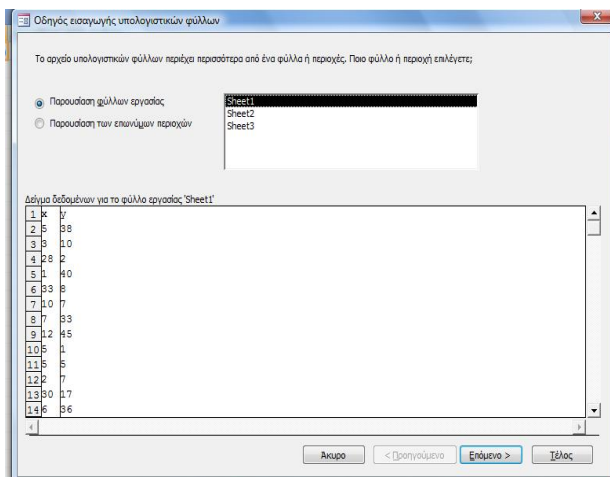 Οδηγός εισαγωγής υπολογιστικών φύλλων
Το αρχείο υπολογιστικών φύλλων περιέχει περισσότερα από ένα φύλλα ή περιοχές. Ποιο φύλλο ή περιοχή επιλέγετε;
Παρουσίαση φύλλων εργασίας
Παρουσίαση των επωνύμων περιοχών
Sheet1
Sheet2
Sheet3
Δείγμα δεδομένων για το φύλλο εργασίας 'Sheet1'
1 x y
2 5 38
3 3 10
4 28 2
5 1 40
6 33 8
7 10 7
8 7 33
9 12 45
10 5 1
11 5 5
12 2 7
13 30 17
14 6 36
Άκυρο < Προηγούμενο Επόμενο > Τέλος